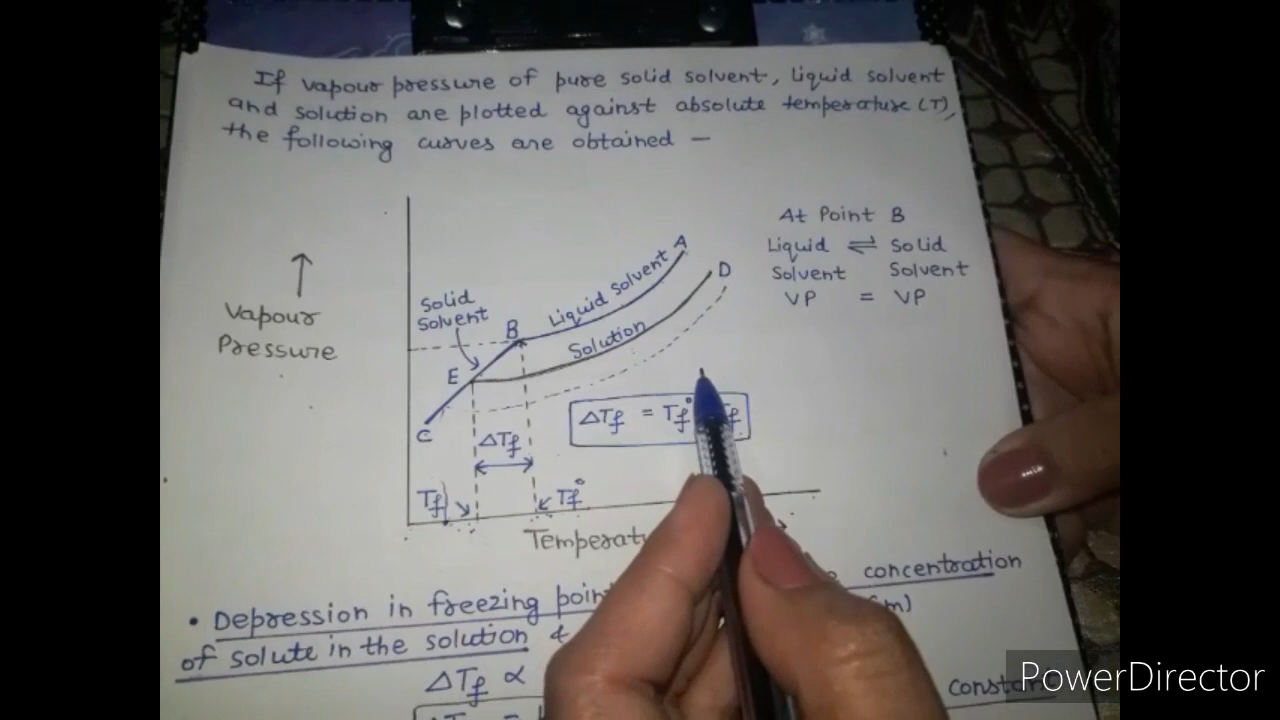 If vapour pressure of pure solid solvent, liquid solvent
and solution are plotted against absolute temperature (T),
the following curves are obtained —
At Point B
Liquid ⇌ Solid
Solvent Solvent
VP = VP
Vapour
Pressure
Solid
Solvent
Liquid Solvent
A
D
B
Solution
E
C
ΔTf
ΔTf = Tf°
Tf
Tf°
• Depression in freezing concentration
of solute in the solution & (m)
ΔTf ∝
PowerDirector